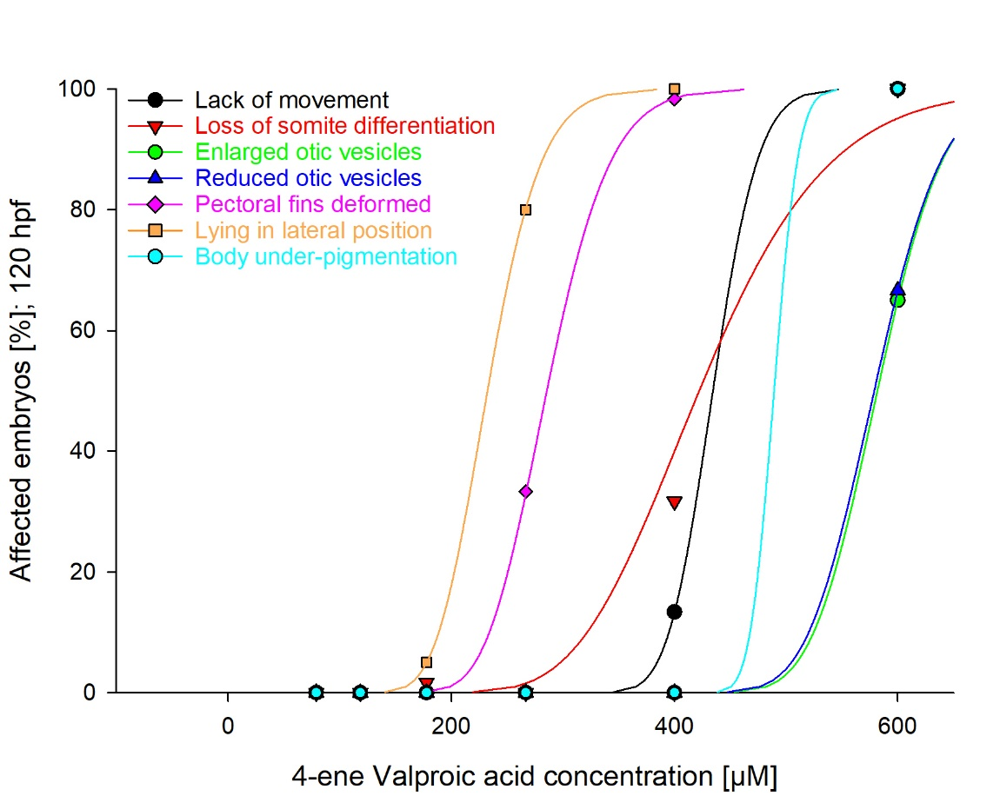 100
80
60
40
20
0
Affected embryos [%]; 120 hpf
Lack of movement
Loss of somite differentiation
Enlarged otic vesicles
Reduced otic vesicles
Pectoral fins deformed
Lying in lateral position
Body under-pigmentation
0 200 400 600
4-ene Valproic acid concentration [µM]